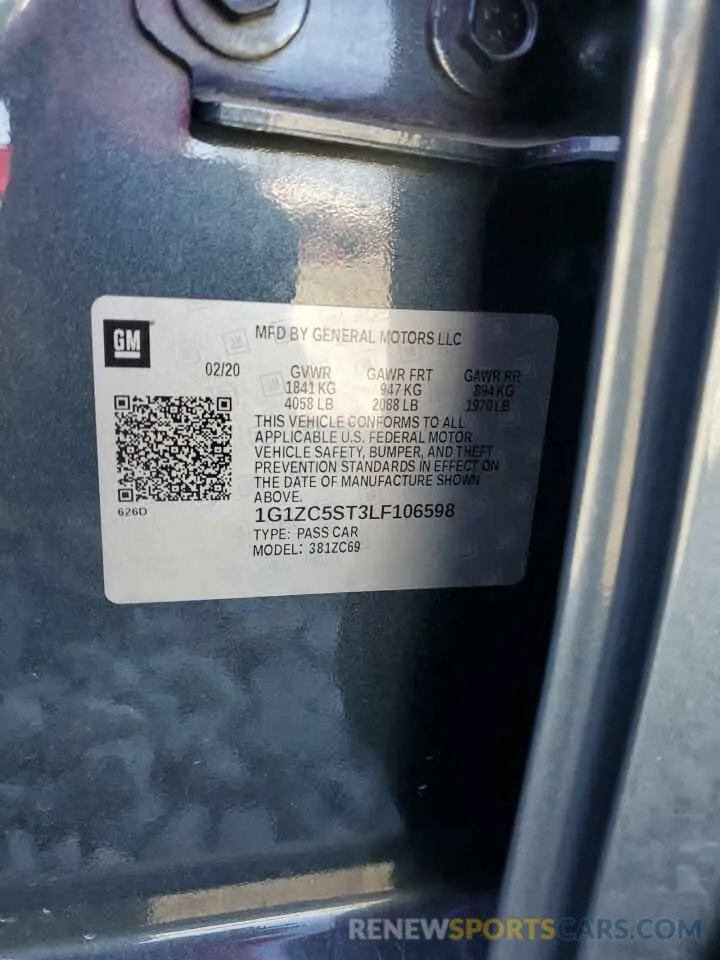 GM
MFD BY GENERAL MOTORS LLC
02/20 GVWR GAWR FRT GAWR RR
1841 KG 947 KG 894 KG
4058 LB 2088 LB 1970 LB
THIS VEHICLE CONFORMS TO ALL
APPLICABLE U.S. FEDERAL MOTOR
VEHICLE SAFETY, BUMPER, AND THEFT
PREVENTION STANDARDS IN EFFECT ON
THE DATE OF MANUFACTURE SHOWN
ABOVE.
626D
1G1ZC5ST3LF106598
TYPE: PASS CAR
MODEL: 381ZC69
RENEWSPORTSCARS.COM